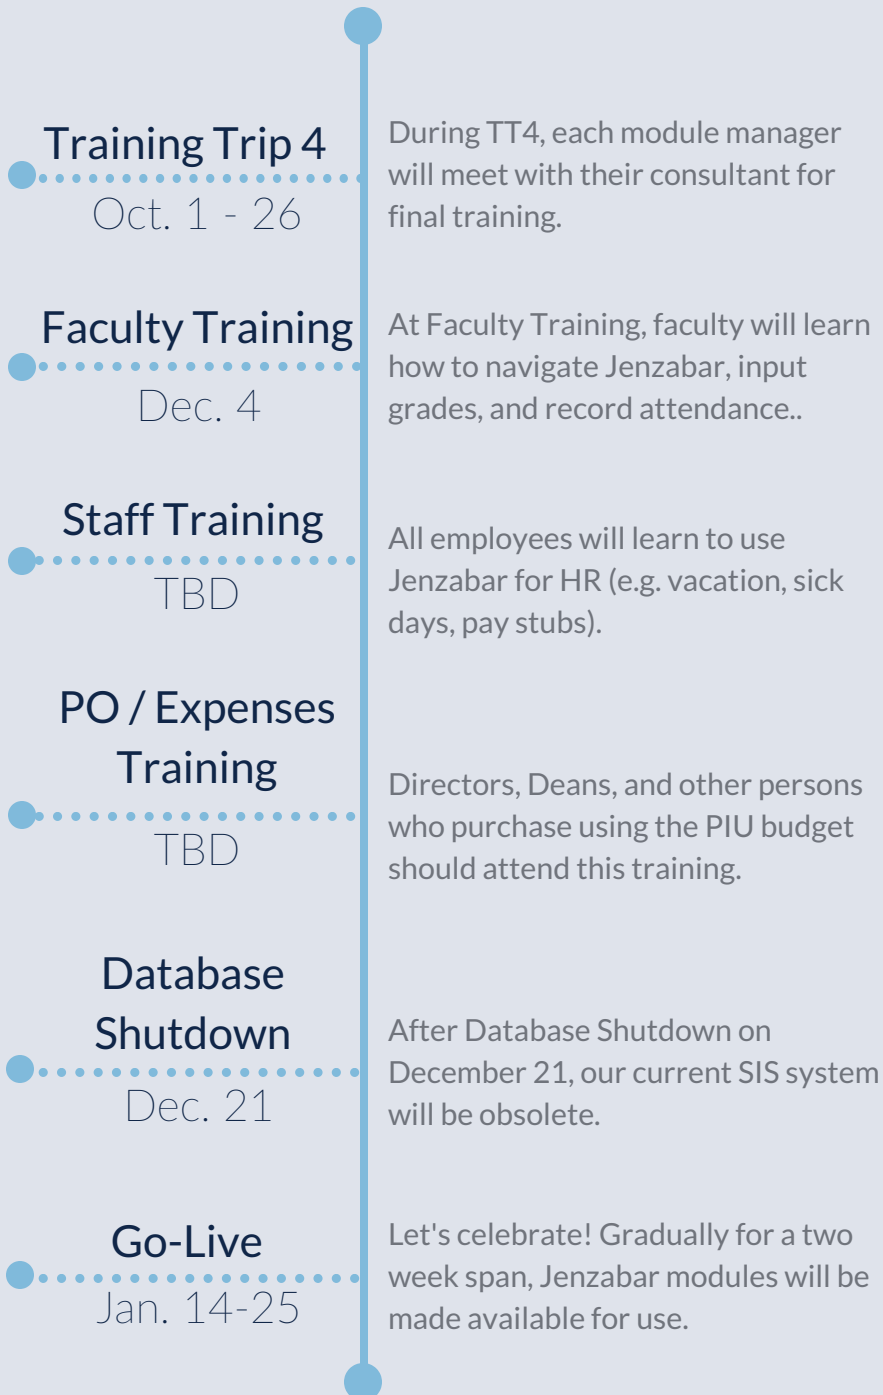 Training Trip 4
Oct. 1 - 26
During TT4, each module manager
will meet with their consultant for
final training.
Faculty Training
Dec. 4
At Faculty Training, faculty will learn
how to navigate Jenzabar, input
grades, and record attendance..
Staff Training
TBD
All employees will learn to use
Jenzabar for HR (e.g. vacation, sick
days, pay stubs).
PO / Expenses
Training
TBD
Directors, Deans, and other persons
who purchase using the PIU budget
should attend this training.
Database
Shutdown
Dec. 21
After Database Shutdown on
December 21, our current SIS system
will be obsolete.
Go-Live
Jan. 14-25
Let's celebrate! Gradually for a two
week span, Jenzabar modules will be
made available for use.